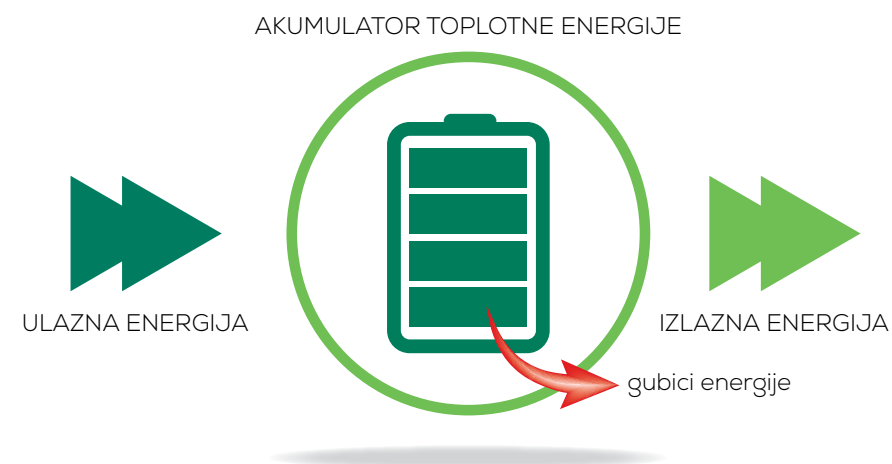 AKUMULATOR TOPLOTNE ENERGIJE
ULAZNA ENERGIJA
IZLAZNA ENERGIJA
gubici energije